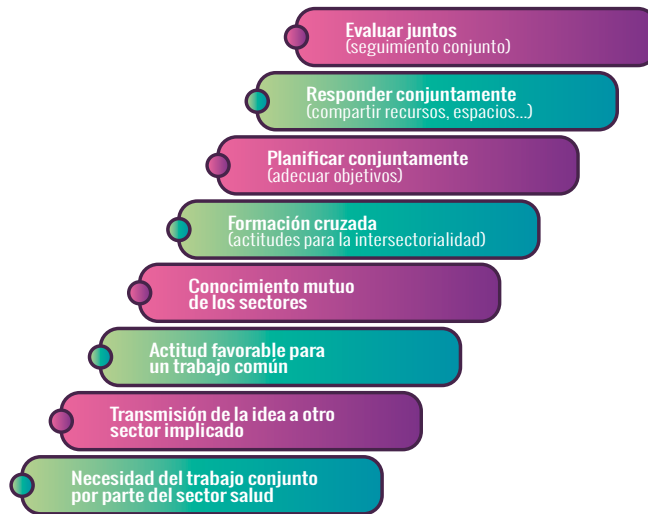 Evaluar juntos
(seguimiento conjunto)
Responder conjuntamente
(compartir recursos, espacios...)
Planificar conjuntamente
(adecuar objetivos)
Formación cruzada
(actitudes para la intersectorialidad)
Conocimiento mutuo
de los sectores
Actitud favorable para
un trabajo común
Transmisión de la idea a otro
sector implicado
Necesidad del trabajo conjunto
por parte del sector salud